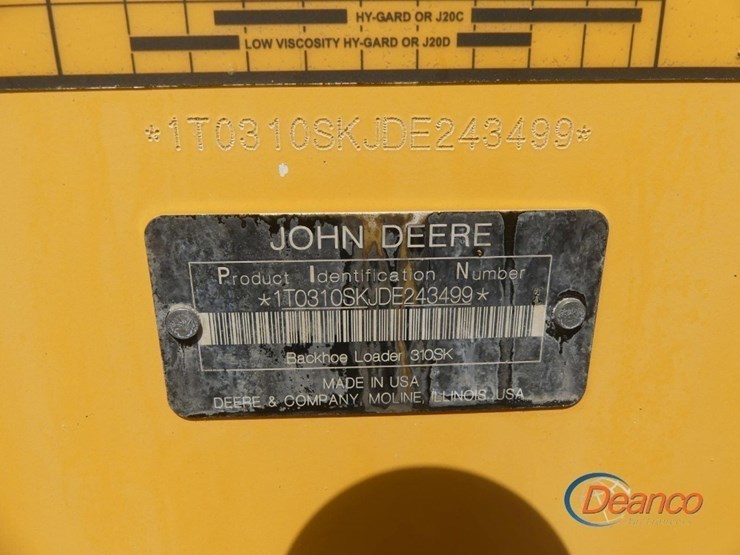 HY-GARD OR J20C
LOW VISCOSITY HY-GARD OR J20D
*1T0310SKJDE243499*
JOHN DEERE
Product Identification Number
*1T0310SKJDE243499*
Backhoe Loader 310SK
MADE IN USA
DEERE & COMPANY, MOLINE, ILLINOIS USA
Deanco